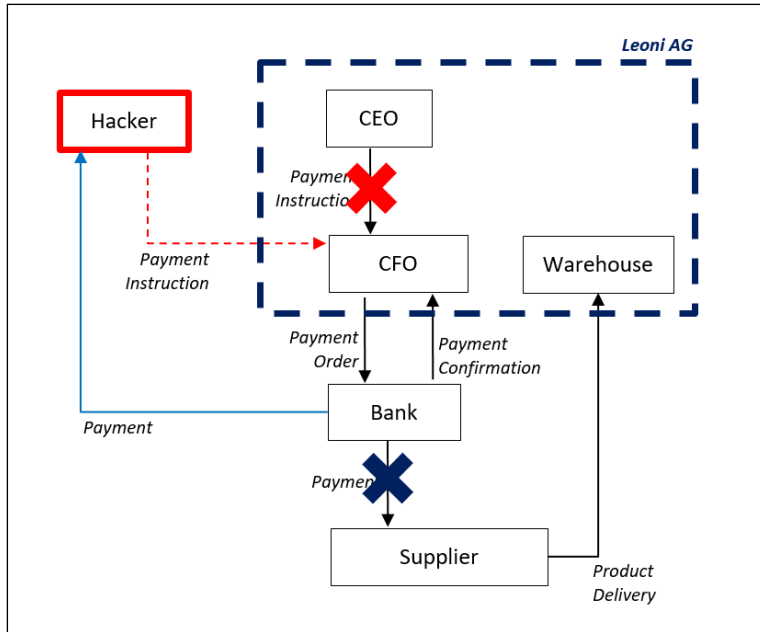 Leoni AG
Hacker
CEO
Payment
Instruction
Payment
Instruction
CFO
Warehouse
Payment
Order
Payment
Confirmation
Bank
Payment
Payment
Supplier
Product
Delivery